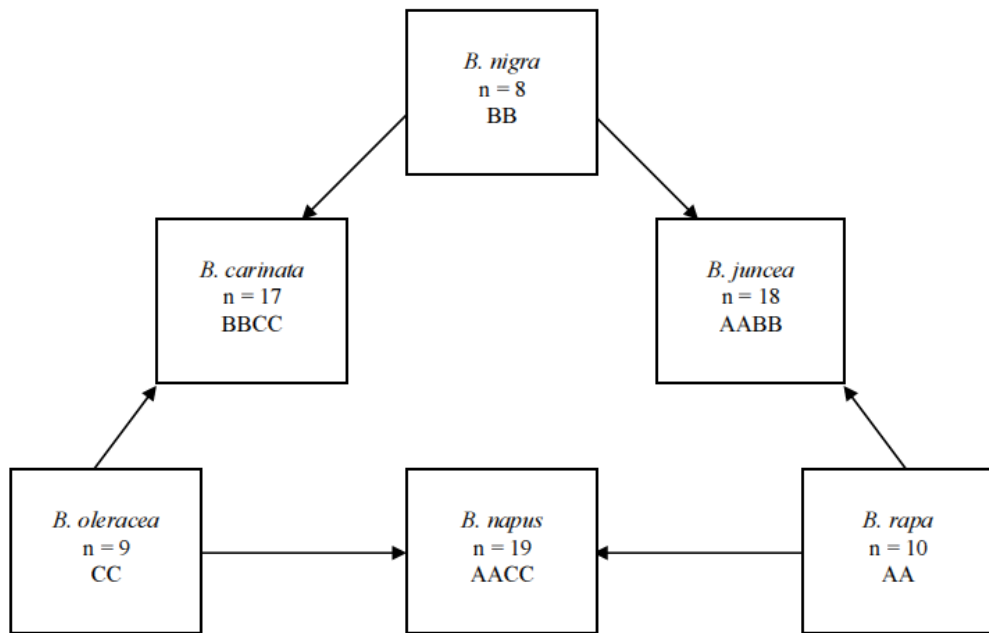 B. nigra
n = 8
BB
B. carinata
n = 17
BBCC
B. juncea
n = 18
AABB
B. oleracea
n = 9
CC
B. napus
n = 19
AACC
B. rapa
n = 10
AA